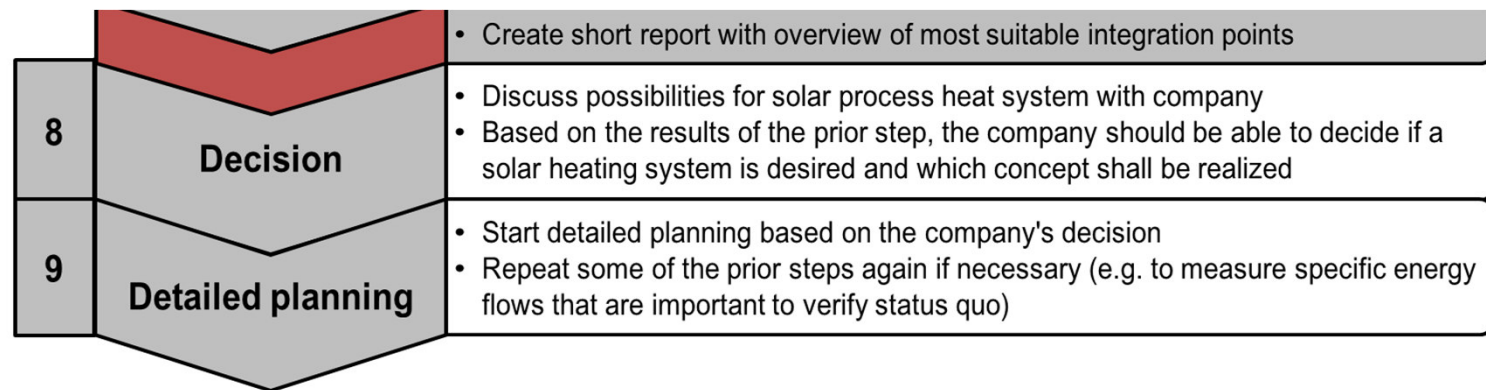 • Create short report with overview of most suitable integration points
8
Decision
• Discuss possibilities for solar process heat system with company
• Based on the results of the prior step, the company should be able to decide if a
solar heating system is desired and which concept shall be realized
9
Detailed planning
• Start detailed planning based on the company's decision
• Repeat some of the prior steps again if necessary (e.g. to measure specific energy
flows that are important to verify status quo)